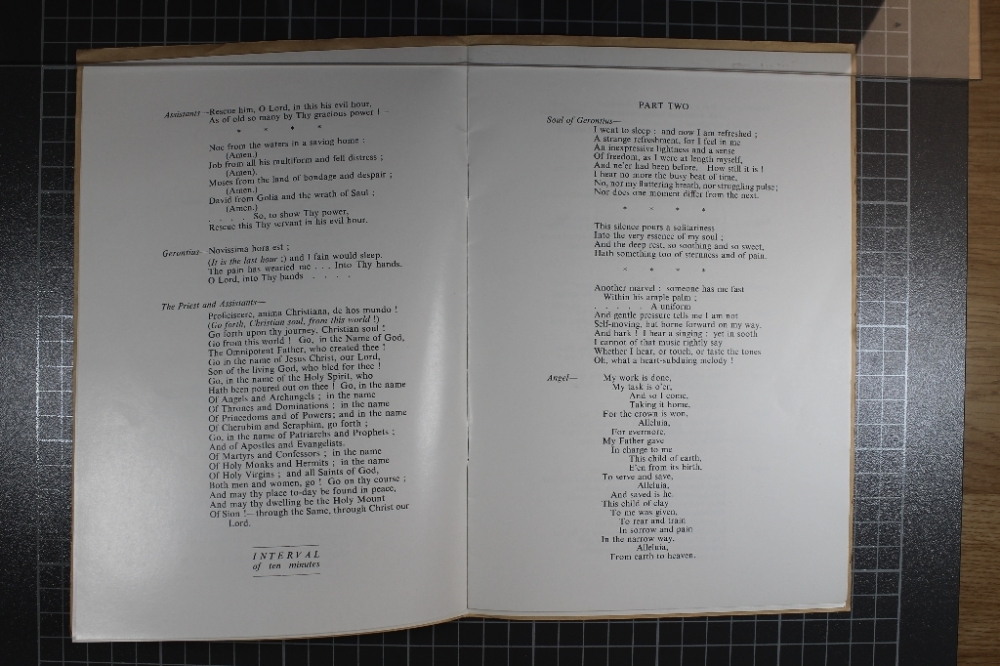 Assistants—Rescue him, O Lord, in this his evil hour,
As of old so many by Thy gracious power !
* * * *
Noe from the waters in a saving home :
(Amen.)
Job from all his multiform and fell distress ;
(Amen).
Moses from the land of bondage and despair ;
(Amen.)
David from Golia and the wrath of Saul ;
(Amen.)
. . . . So, to show Thy power,
Rescue this Thy servant in his evil hour.
Gerontius- Novissima hora est ;
(It is the last hour ;) and I fain would sleep.
The pain has wearied me . . . Into Thy hands.
O Lord, into Thy hands . . . .
The Priest and Assistants—
Proficiscere, anima Christiana, de hos mundo !
(Go forth, Christian soul, from this world !)
Go forth upon thy journey, Christian soul !
Go from this world ! Go, in the Name of God,
The Omnipotent Father, who created thee !
Go in the name of Jesus Christ, our Lord,
Son of the living God, who bled for thee !
Go, in the name of the Holy Spirit, who
Hath been poured out on thee ! Go, in the name
Of Angels and Archangels ; in the name
Of Thrones and Dominations ; in the name
Of Princedoms and of Powers; and in the name
Of Cherubim and Seraphim, go forth ;
Go, in the name of Patriarchs and Prophets ;
And of Apostles and Evangelists.
Of Martyrs and Confessors ; in the name
Of Holy Monks and Hermits ; in the name
Of Holy Virgins ; and all Saints of God,
Both men and women, go ! Go on thy course ;
And may thy place to-day be found in peace,
And may thy dwelling be the Holy Mount
Of Sion !—through the Same, through Christ our
Lord.
INTERVAL
of ten minutes
PART TWO
Soul of Gerontius—
I went to sleep : and now I am refreshed ;
A strange refreshment, for I feel in me
An inexpressive lightness and a sense
Of freedom, as I were at length myself,
And ne'er had been before. How still it is !
I hear no more the busy beat of time,
No, nor my fluttering breath, nor struggling pulse;
Nor does one moment differ from the next.
* * * *
This silence pours a solitariness
Into the very essence of my soul ;
And the deep rest, so soothing and so sweet,
Hath something too of sternness and of pain.
* * * *
Another marvel : someone has me fast
Within his ample palm ;
. . . . A uniform
And gentle pressure tells me I am not
Self-moving, but borne forward on my way.
And hark ! I hear a singing : yet in sooth
I cannot of that music rightly say
Whether I hear, or touch, or taste the tones
Oh, what a heart-subduing melody !
Angel— My work is done,
My task is o'er,
And so I come,
Taking it home,
For the crown is won,
Alleluia,
For evermore.
My Father gave
In charge to me
This child of earth,
E'en from its birth,
To serve and save,
Alleluia,
And saved is he.
This child of clay
To me was given,
To rear and train
In sorrow and pain
In the narrow way.
Alleluia,
From earth to heaven.